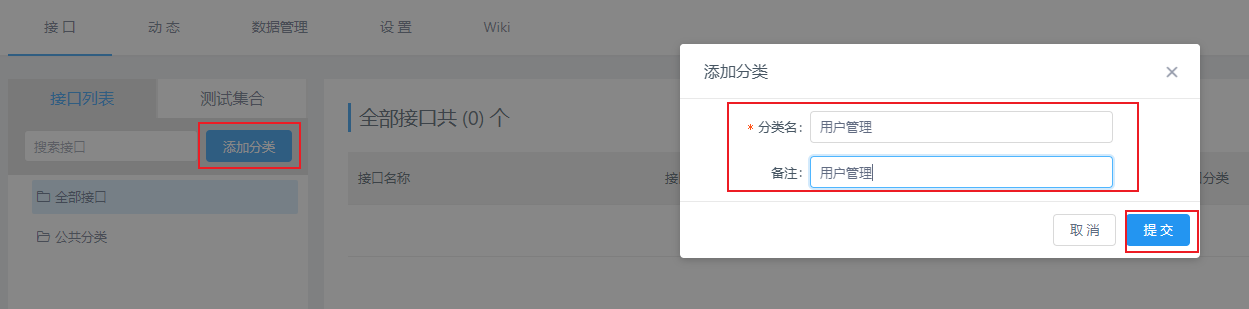 接 口 动 态 数据管理 设 置 Wiki
接口列表 测试集合
搜索接口 添加分类
全部接口
公共分类
全部接口共 (0) 个
接口名称 接 分类
添加分类
* 分类名: 用户管理
备注: 用户管理
取 消 提 交